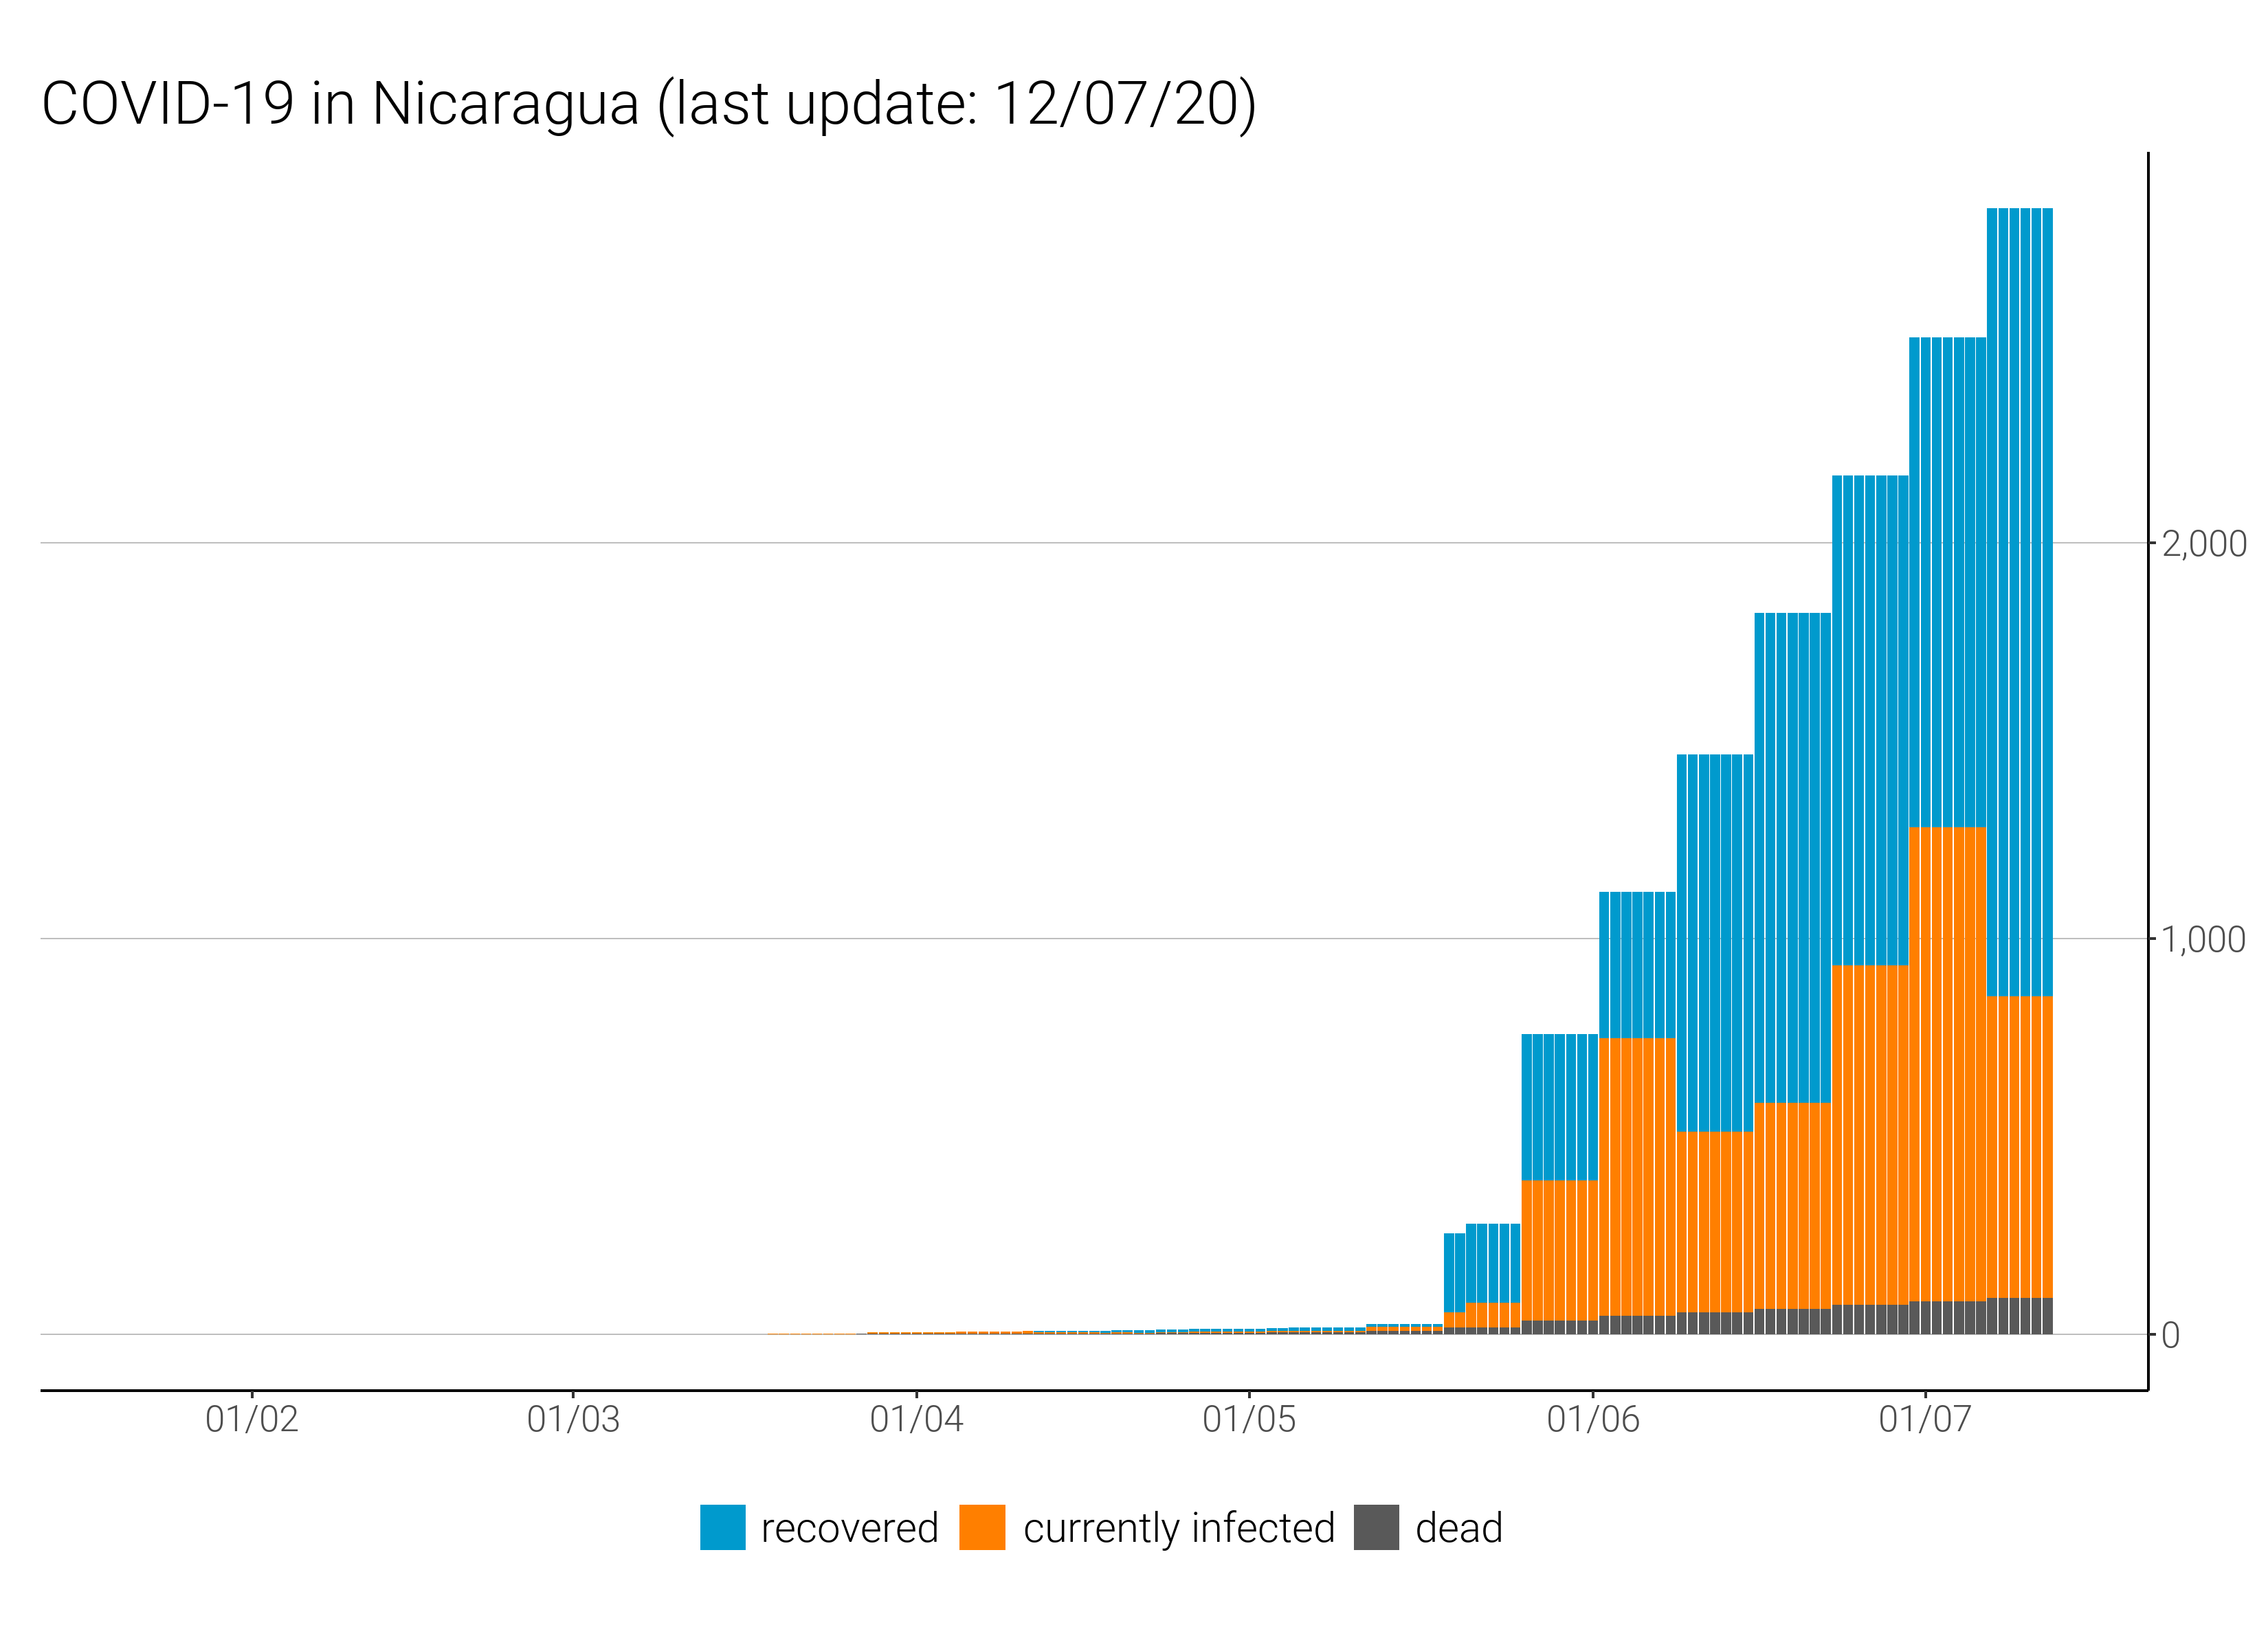 COVID-19 in Nicaragua (last update: 12/07/20)
2,000
1,000
0
01/02 01/03 01/04 01/05 01/06 01/07
recovered currently infected dead